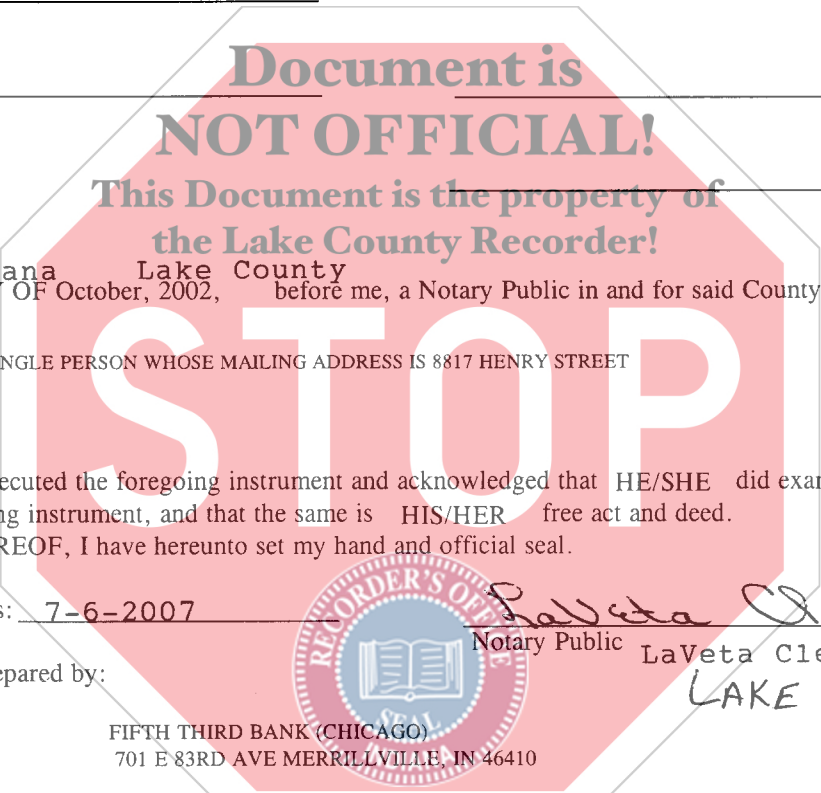 Document is
NOT OFFICIAL!
This Document is the property of
the Lake County Recorder!
STOP
ana Lake County
Y OF October, 2002, before me, a Notary Public in and for said County
NGLE PERSON WHOSE MAILING ADDRESS IS 8817 HENRY STREET
ecuted the foregoing instrument and acknowledged that HE/SHE did exam
ng instrument, and that the same is HIS/HER free act and deed.
REOF, I have hereunto set my hand and official seal.
s: 7-6-2007
LaVeta Cl
Notary Public
LaVeta Cle
LAKE
epared by:
RECORDER'S OFFICE
SEAL
INDIANA
FIFTH THIRD BANK (CHICAGO)
701 E 83RD AVE MERRILLVILLE, IN 46410